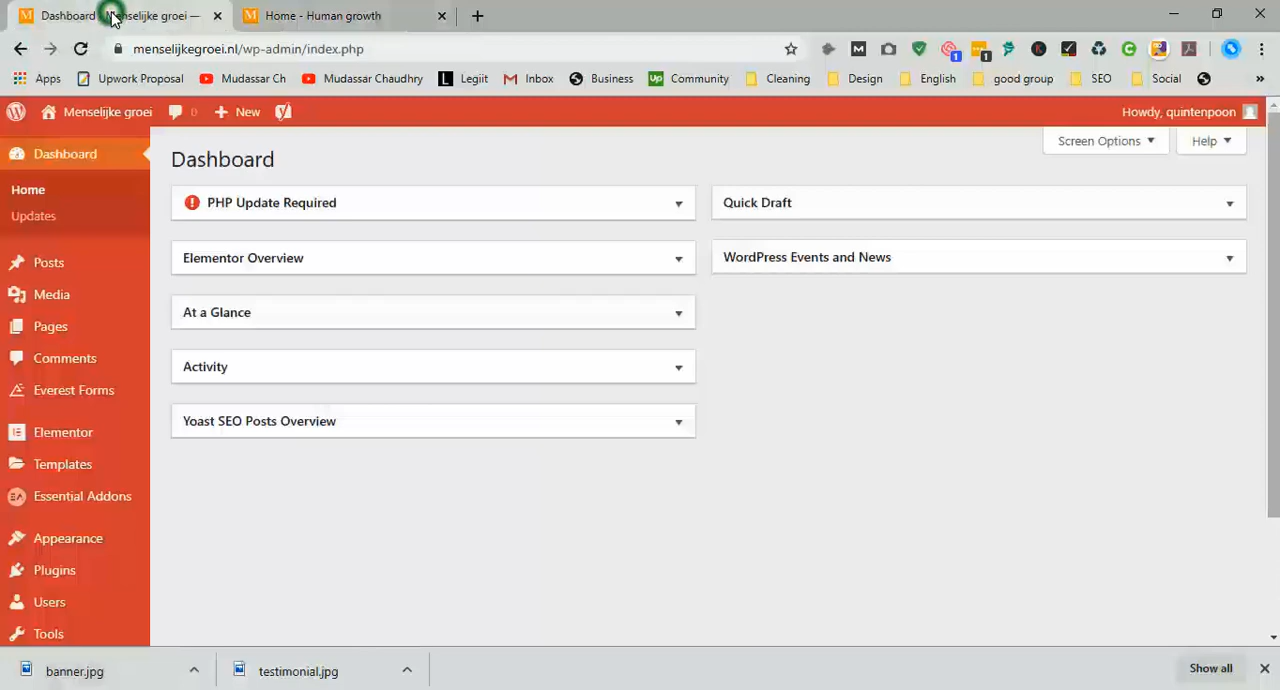 Dashboard Menselijke groei —
Home - Human growth
menselijkegroei.nl/wp-admin/index.php
1
1
Apps
Upwork Proposal
Mudassar Ch
Mudassar Chaudhry
Legiit
Inbox
Business
Community
Cleaning
Design
English
good group
SEO
Social
»
Menselijke groei
0
New
Howdy, quintenpoon
Dashboard
Home
Updates
Posts
Media
Pages
Comments
Everest Forms
Elementor
Templates
Essential Addons
Appearance
Plugins
Users
Tools
Screen Options
Help
Dashboard
PHP Update Required
Elementor Overview
At a Glance
Activity
Yoast SEO Posts Overview
Quick Draft
WordPress Events and News
banner.jpg
testimonial.jpg
Show all